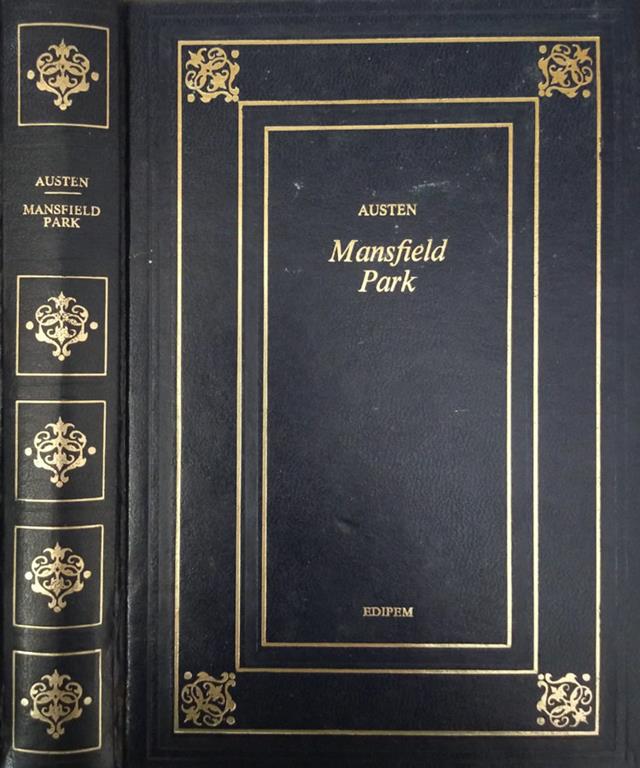 AUSTEN
MANSFIELD
PARK
AUSTEN
Mansfield
Park
EDIPEM